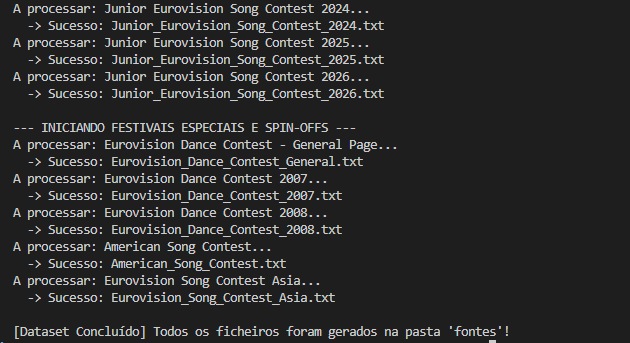 A processar: Junior Eurovision Song Contest 2024...
-> Sucesso: Junior_Eurovision_Song_Contest_2024.txt
A processar: Junior Eurovision Song Contest 2025...
-> Sucesso: Junior_Eurovision_Song_Contest_2025.txt
A processar: Junior Eurovision Song Contest 2026...
-> Sucesso: Junior_Eurovision_Song_Contest_2026.txt
--- INICIANDO FESTIVAIS ESPECIAIS E SPIN-OFFS ---
A processar: Eurovision Dance Contest - General Page...
-> Sucesso: Eurovision_Dance_Contest_General.txt
A processar: Eurovision Dance Contest 2007...
-> Sucesso: Eurovision_Dance_Contest_2007.txt
A processar: Eurovision Dance Contest 2008...
-> Sucesso: Eurovision_Dance_Contest_2008.txt
A processar: American Song Contest...
-> Sucesso: American_Song_Contest.txt
A processar: Eurovision Song Contest Asia...
-> Sucesso: Eurovision_Song_Contest_Asia.txt
[Dataset Concluído] Todos os ficheiros foram gerados na pasta 'fontes'!